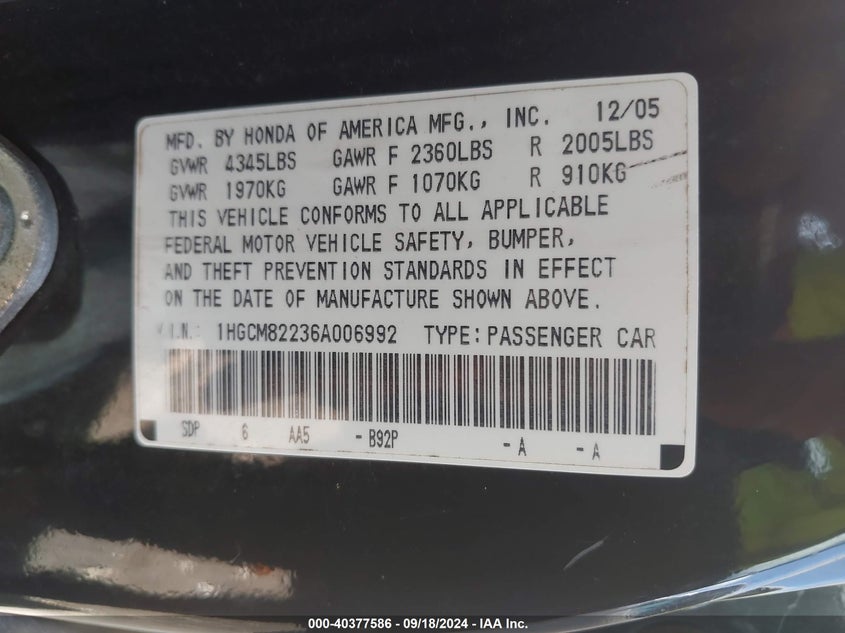 MFD. BY HONDA OF AMERICA MFG., INC. 12/05
GVWR 4345LBS GAWR F 2360LBS R 2005LBS
GVWR 1970KG GAWR F 1070KG R 910KG
THIS VEHICLE CONFORMS TO ALL APPLICABLE
FEDERAL MOTOR VEHICLE SAFETY, BUMPER,
AND THEFT PREVENTION STANDARDS IN EFFECT
ON THE DATE OF MANUFACTURE SHOWN ABOVE.
V.I.N.: 1HGCM82236A006992 TYPE:PASSENGER CAR
SDP 6 AA5 -B92P -A -A
000-40377586 - 09/18/2024 - IAA Inc.